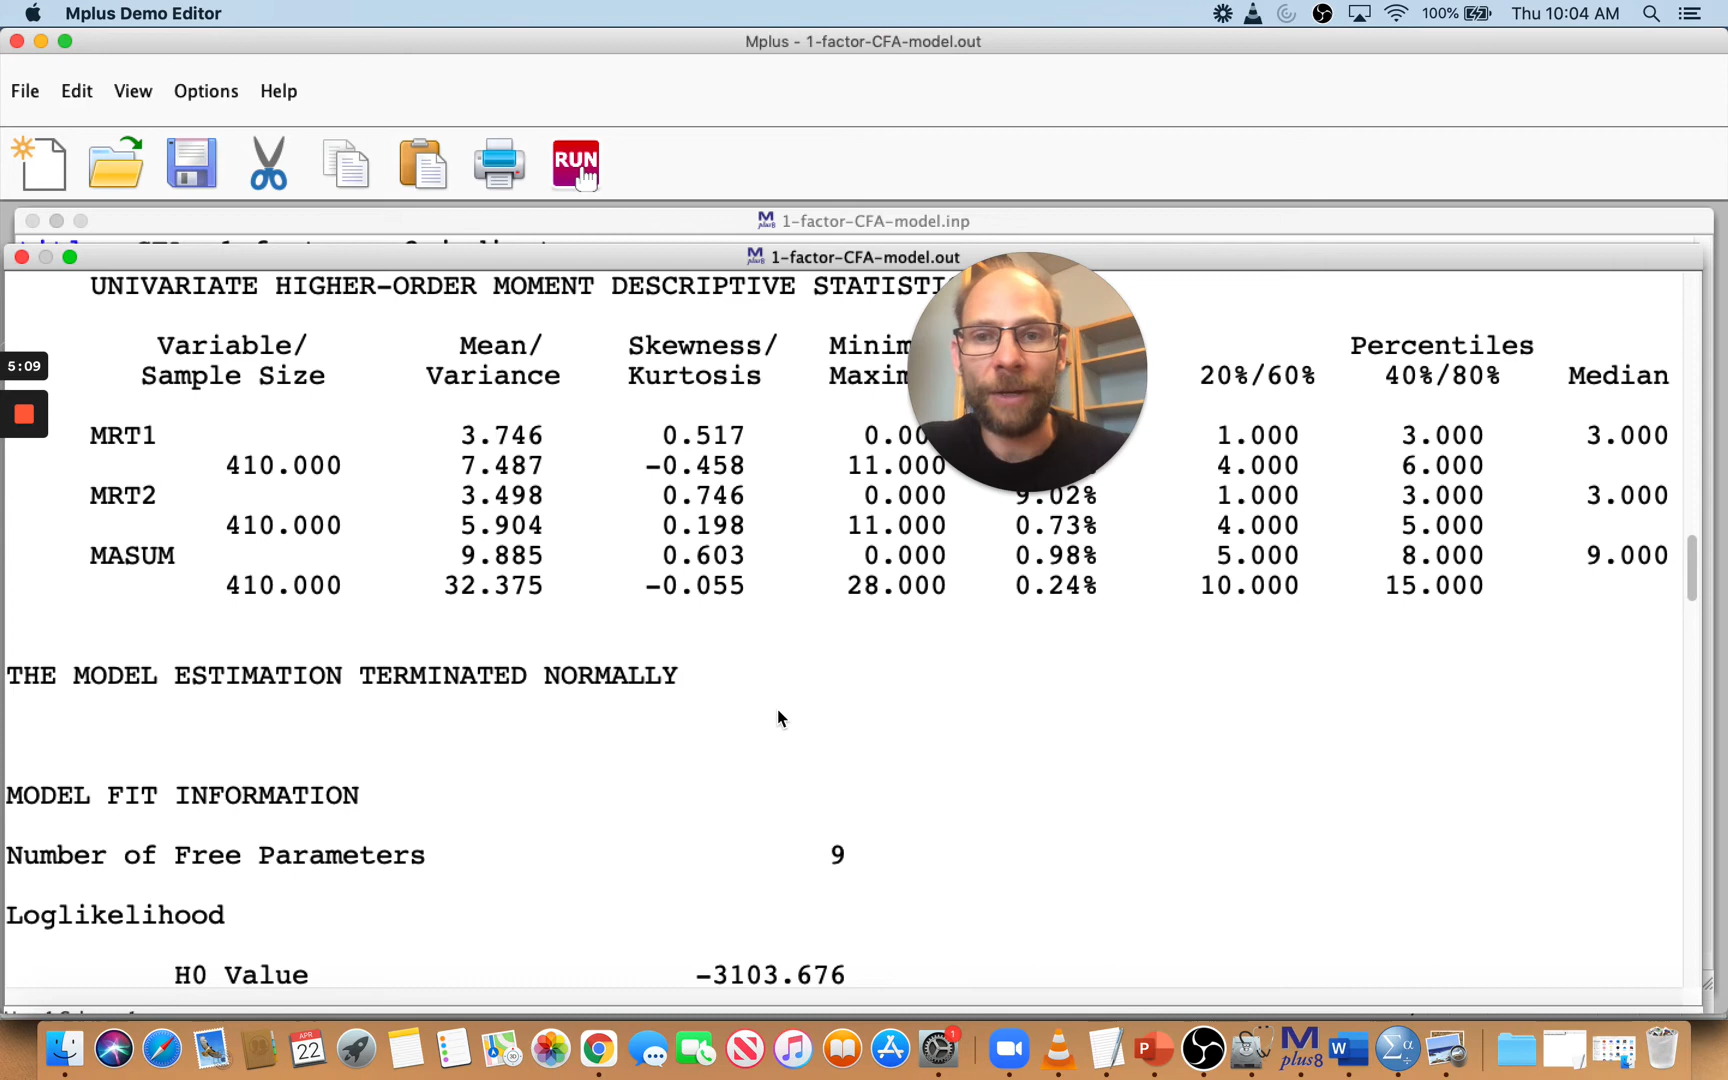 Mplus Demo Editor
100%
Thu 10:04 AM
Mplus - 1-factor-CFA-model.out
File Edit View Options Help
RUN
1-factor-CFA-model.inp
1-factor-CFA-model.out
UNIVARIATE HIGHER-ORDER MOMENT DESCRIPTIVE
Variable/ Mean/ Skewness/ Percentiles
Sample Size Variance Kurtosis 20%/60% 40%/80% Median
5:09
MRT1 3.746 0.517 1.000 3.000 3.000
410.000 7.487 -0.458 11.000 4.000 6.000
MRT2 3.498 0.746 0.000 9.02% 1.000 3.000 3.000
410.000 5.904 0.198 11.000 0.73% 4.000 5.000
MASUM 9.885 0.603 0.000 0.98% 5.000 8.000 9.000
410.000 32.375 -0.055 28.000 0.24% 10.000 15.000
THE MODEL ESTIMATION TERMINATED NORMALLY
MODEL FIT INFORMATION
Number of Free Parameters 9
Loglikelihood
H0 Value -3103.676
APR
22
1
Mplus8